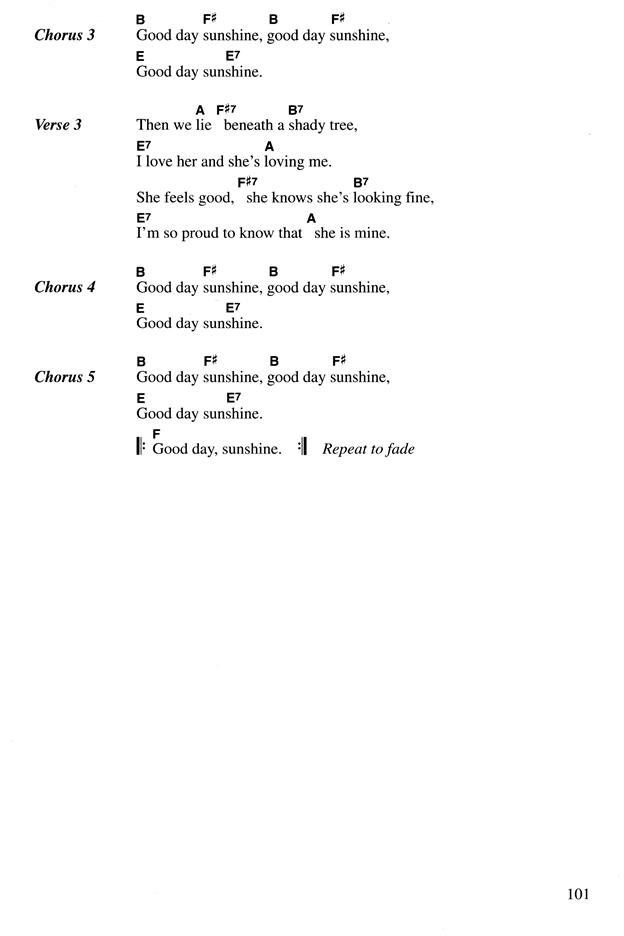 B F♯ B F♯
Chorus 3 Good day sunshine, good day sunshine,
E E7
Good day sunshine.
A F♯7 B7
Verse 3 Then we lie beneath a shady tree,
E7 A
I love her and she's loving me.
F♯7 B7
She feels good, she knows she's looking fine,
E7 A
I'm so proud to know that she is mine.
B F♯ B F♯
Chorus 4 Good day sunshine, good day sunshine,
E E7
Good day sunshine.
B F♯ B F♯
Chorus 5 Good day sunshine, good day sunshine,
E E7
Good day sunshine.
F
𝄆 Good day, sunshine. 𝄇 Repeat to fade
101